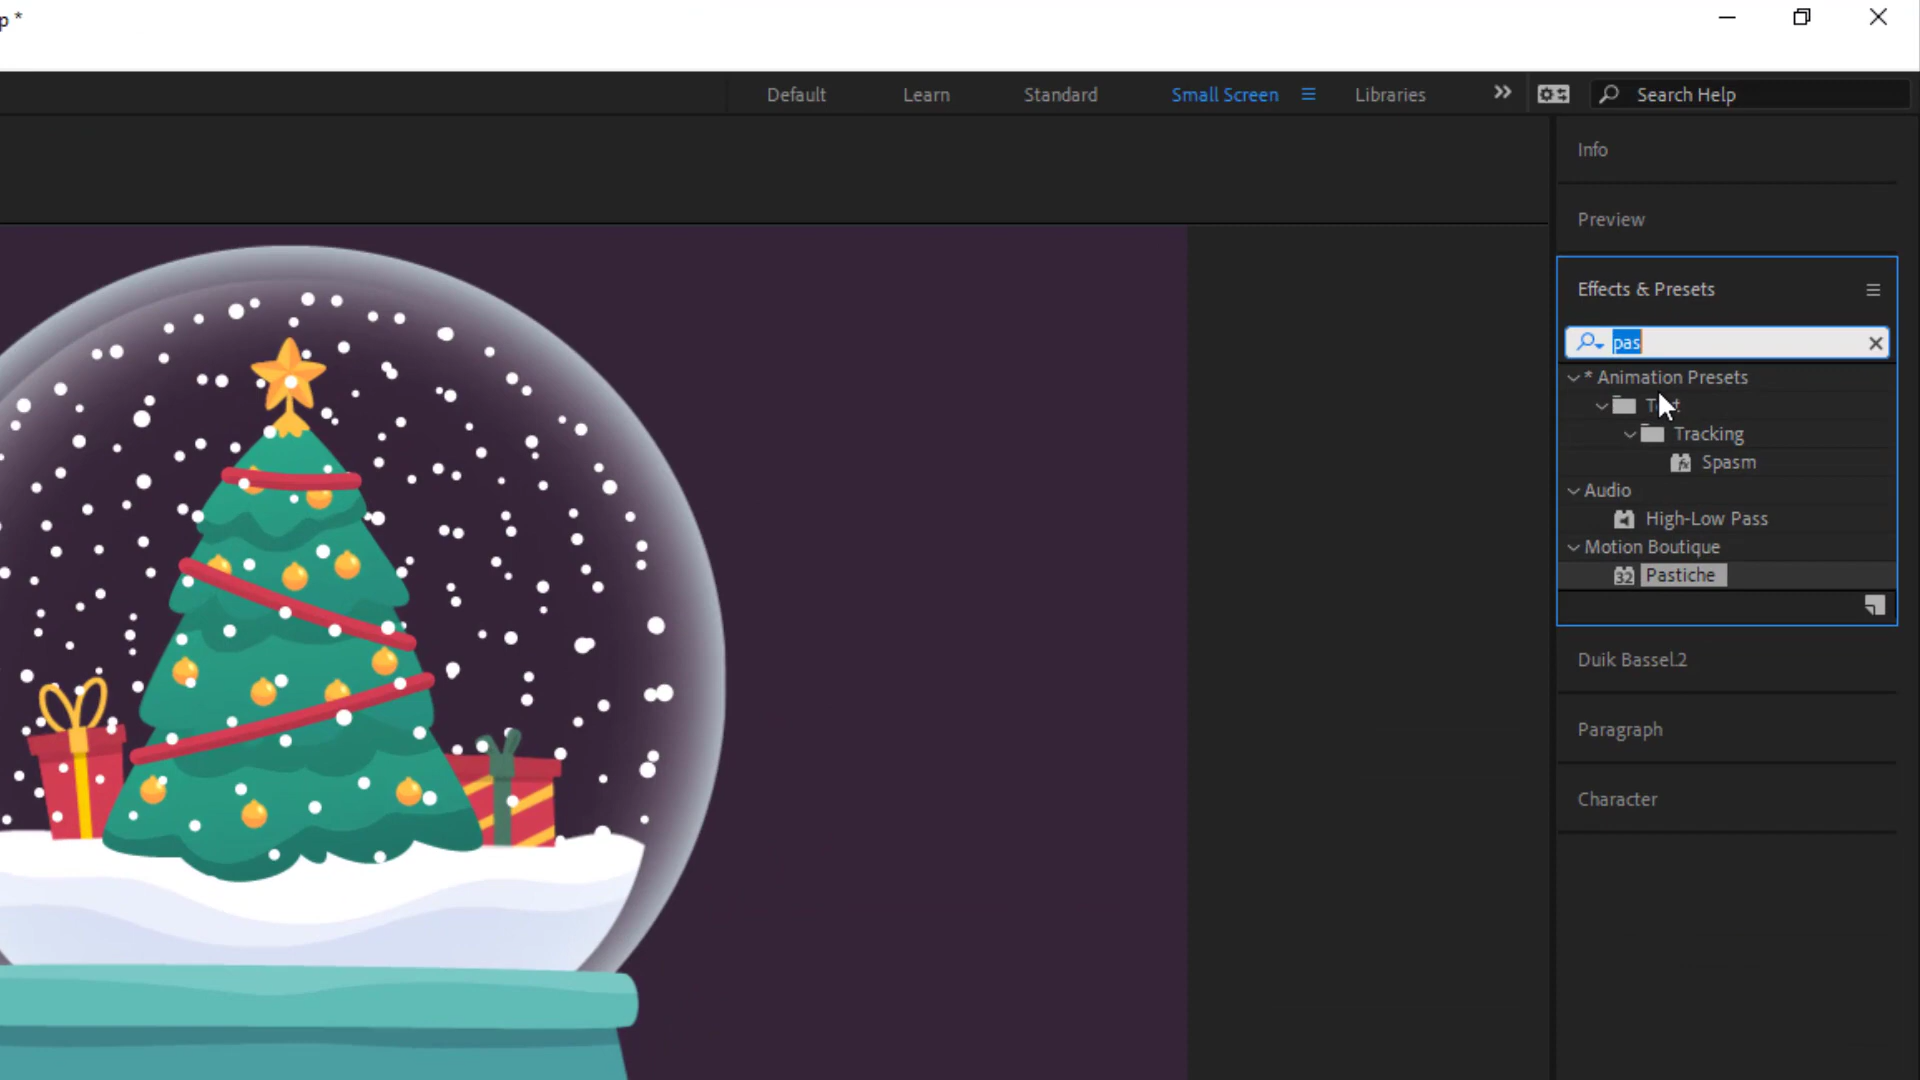 p *
Default Learn Standard Small Screen Libraries Search Help
Info
Preview
Effects & Presets
pas
* Animation Presets
Tracking
Spasm
Audio
High-Low Pass
Motion Boutique
32 Pastiche
Duik Bassel.2
Paragraph
Character